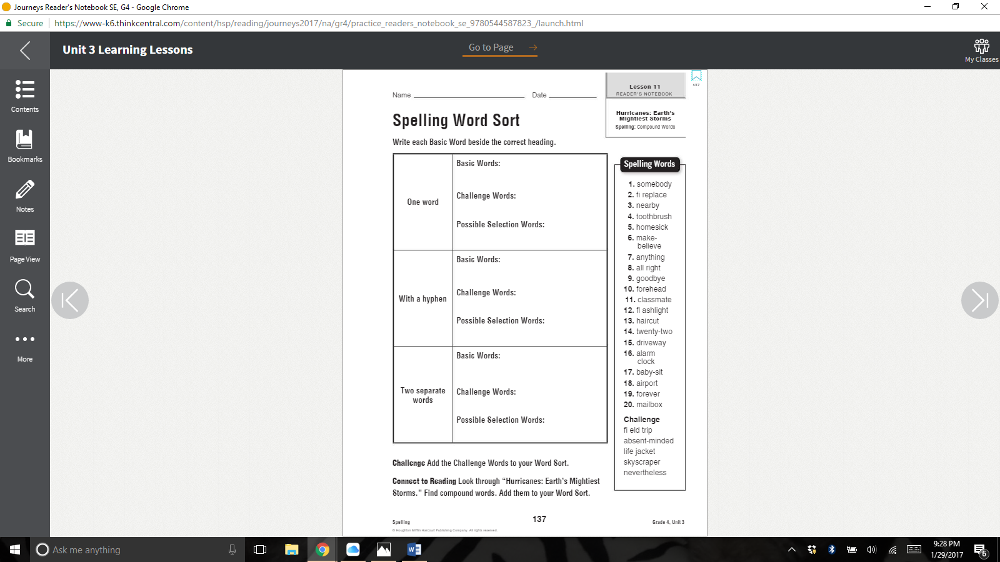 Journeys Reader's Notebook SE, G4 - Google Chrome
Secure
https://www-k6.thinkcentral.com/content/hsp/reading/journeys2017/na/gr4/practice_readers_notebook_se_9780544587823_/launch.html
Unit 3 Learning Lessons
Go to Page →
My Classes
Contents
Bookmarks
Notes
Page View
Search
More
Name
Date
Lesson 11
READER'S NOTEBOOK
137
Hurricanes: Earth's
Mightiest Storms
Spelling: Compound Words
Spelling Word Sort
Write each Basic Word beside the correct heading.
One word
Basic Words:
Challenge Words:
Possible Selection Words:
With a hyphen
Basic Words:
Challenge Words:
Possible Selection Words:
Two separate
words
Basic Words:
Challenge Words:
Possible Selection Words:
Spelling Words
1. somebody
2. fi replace
3. nearby
4. toothbrush
5. homesick
6. make-
believe
7. anything
8. all right
9. goodbye
10. forehead
11. classmate
12. fl ashlight
13. haircut
14. twenty-two
15. driveway
16. alarm
clock
17. baby-sit
18. airport
19. forever
20. mailbox
Challenge
fi eld trip
absent-minded
life jacket
skyscraper
nevertheless
Challenge Add the Challenge Words to your Word Sort.
Connect to Reading Look through “Hurricanes: Earth's Mightiest
Storms.” Find compound words. Add them to your Word Sort.
Spelling
137
Grade 4, Unit 3
© Houghton Mifflin Harcourt Publishing Company. All rights reserved.
Ask me anything
9:28 PM
1/29/2017
6